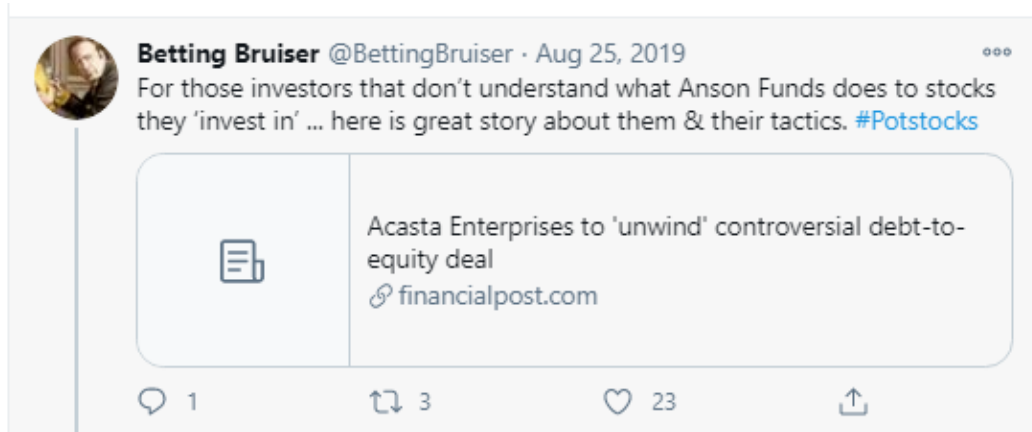 Betting Bruiser @BettingBruiser · Aug 25, 2019
For those investors that don't understand what Anson Funds does to stocks
they 'invest in' ... here is great story about them & their tactics. #Potstocks
Acasta Enterprises to 'unwind' controversial debt-to-
equity deal
financialpost.com
1 3 23